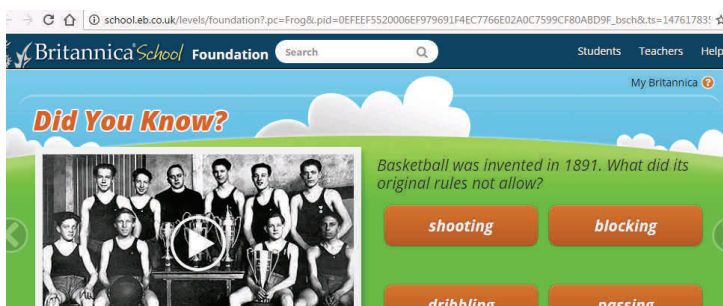 school.eb.co.uk/levels/foundation?.pc=Frog&.pid=0EFEEF5520006EF979691F4EC7766E02A0C7599CF80ABD9F_bsch&.ts=14761783
Britannica School Foundation Search Students Teachers Help
My Britannica ?
Did You Know?
Basketball was invented in 1891. What did its
original rules not allow?
shooting blocking
dribbling passing